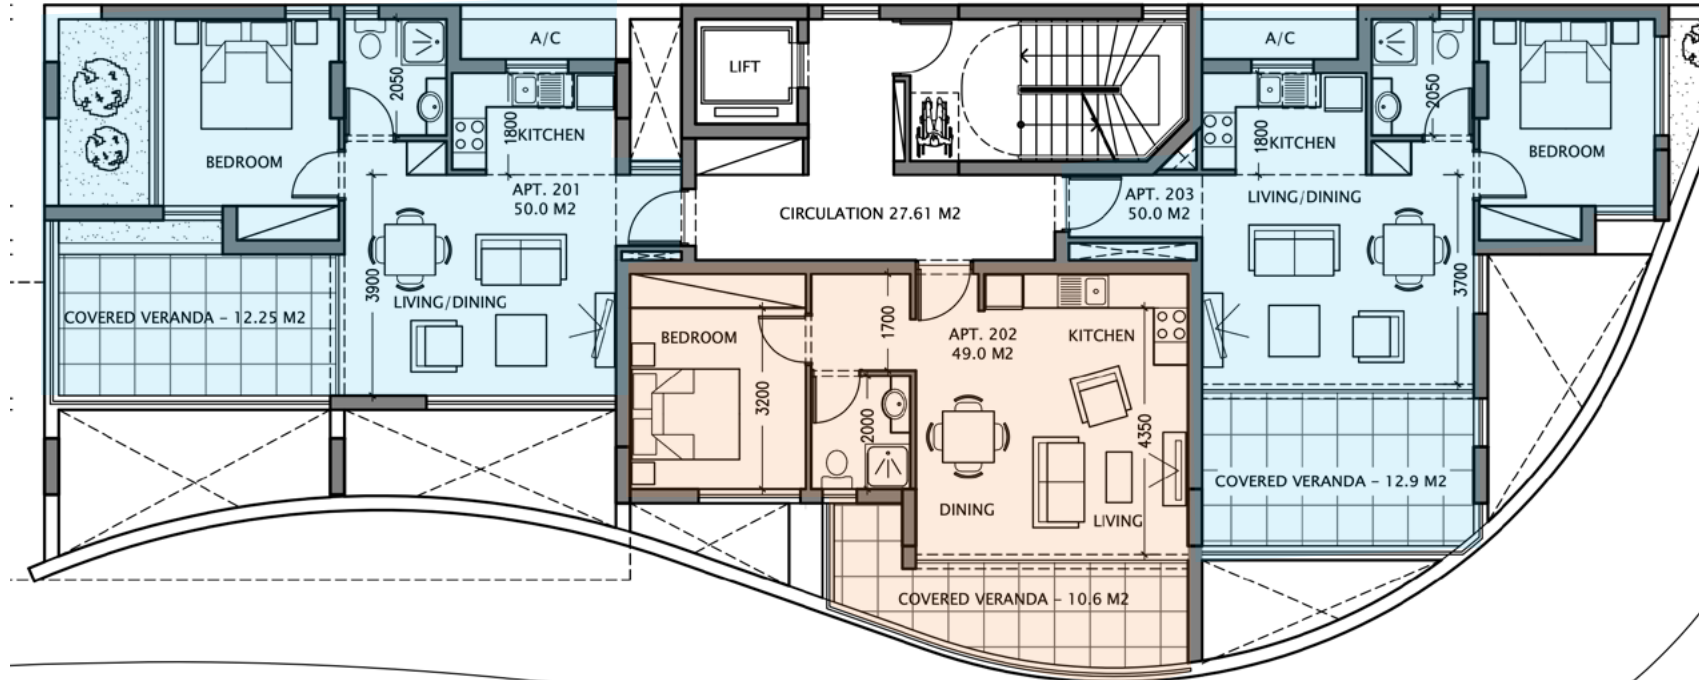 A/C
LIFT
A/C
2050
2050
1800
KITCHEN
1800
KITCHEN
BEDROOM
BEDROOM
APT. 201
50.0 M2
APT. 203
50.0 M2
LIVING/DINING
CIRCULATION 27.61 M2
3900
3700
LIVING/DINING
COVERED VERANDA – 12.25 M2
BEDROOM
1700
APT. 202
49.0 M2
KITCHEN
3200
2000
4350
COVERED VERANDA – 12.9 M2
DINING
LIVING
COVERED VERANDA – 10.6 M2